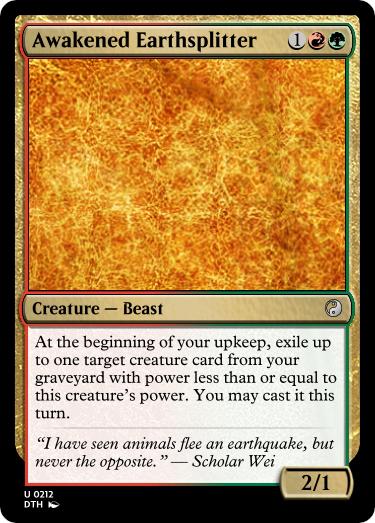 Awakened Earthsplitter 1
Creature — Beast
At the beginning of your upkeep, exile up
to one target creature card from your
graveyard with power less than or equal to
this creature's power. You may cast it this
turn.
"I have seen animals flee an earthquake, but
never the opposite." — Scholar Wei
2/1
U 0212
DTH